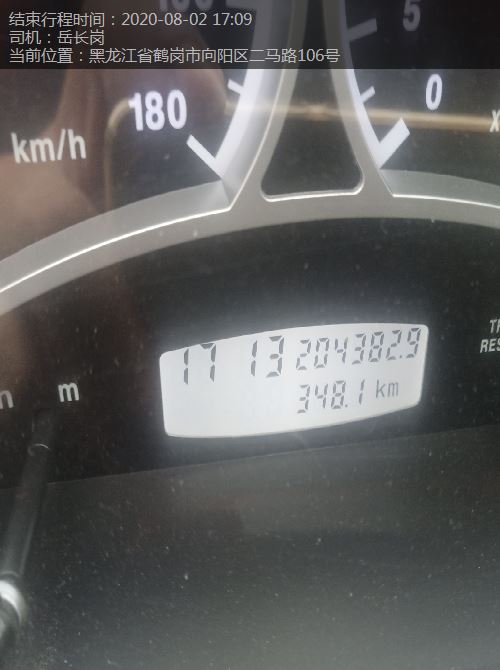 结束行程时间：2020-08-02 17:09
司机：岳长岗
当前位置：黑龙江省鹤岗市向阳区二马路106号
5
180
0
x
km/h
17 13 204382.9
348.1 km
m